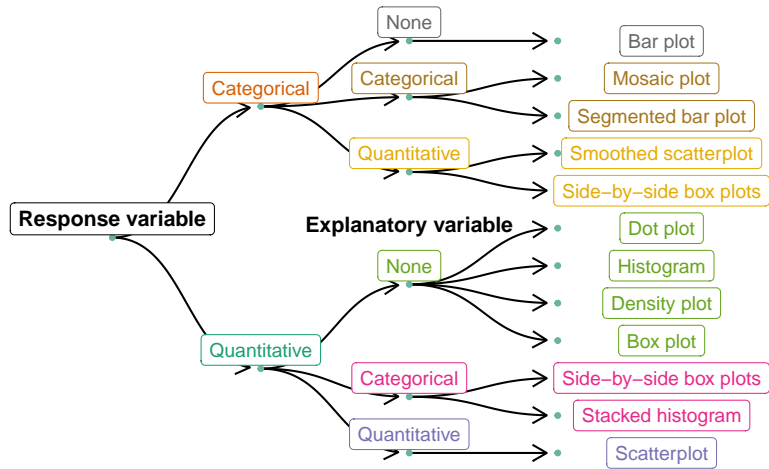 None
Bar plot
Categorical
Categorical
Mosaic plot
Segmented bar plot
Quantitative
Smoothed scatterplot
Side−by−side box plots
Response variable
Explanatory variable
Dot plot
None
Histogram
Density plot
Box plot
Quantitative
Categorical
Side−by−side box plots
Stacked histogram
Quantitative
Scatterplot